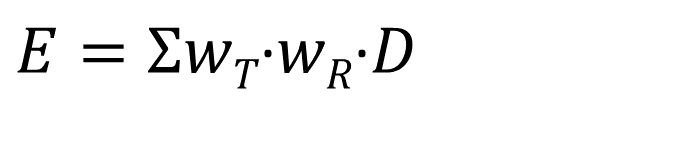 E = Σw_T·w_R·D